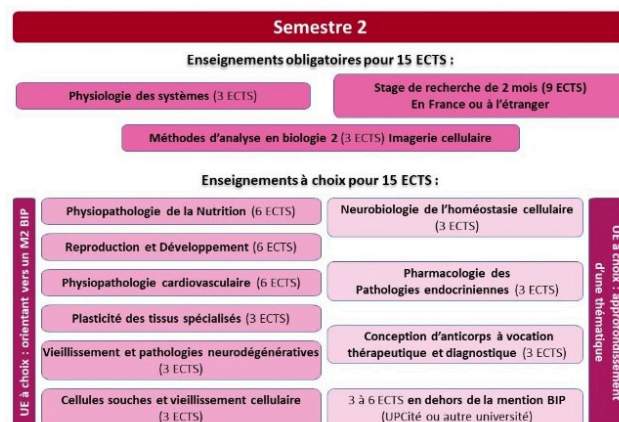 Semestre 2
Enseignements obligatoires pour 15 ECTS :
Physiologie des systèmes (3 ECTS)
Stage de recherche de 2 mois (9 ECTS)
En France ou à l'étranger
Méthodes d'analyse en biologie 2 (3 ECTS) Imagerie cellulaire
Enseignements à choix pour 15 ECTS :
UE à choix : orientant vers un M2 BIP
Physiopathologie de la Nutrition (6 ECTS)
Reproduction et Développement (6 ECTS)
Physiopathologie cardiovasculaire (6 ECTS)
Plasticité des tissus spécialisés (3 ECTS)
Vieillissement et pathologies neurodégénératives
(3 ECTS)
Cellules souches et vieillissement cellulaire
(3 ECTS)
Neurobiologie de l'homéostasie cellulaire
(3 ECTS)
Pharmacologie des
Pathologies endocriniennes (3 ECTS)
Conception d'anticorps à vocation
thérapeutique et diagnostique (3 ECTS)
3 à 6 ECTS en dehors de la mention BIP
(UPCité ou autre université)
UE à choix : approfondissement
d'une thématique